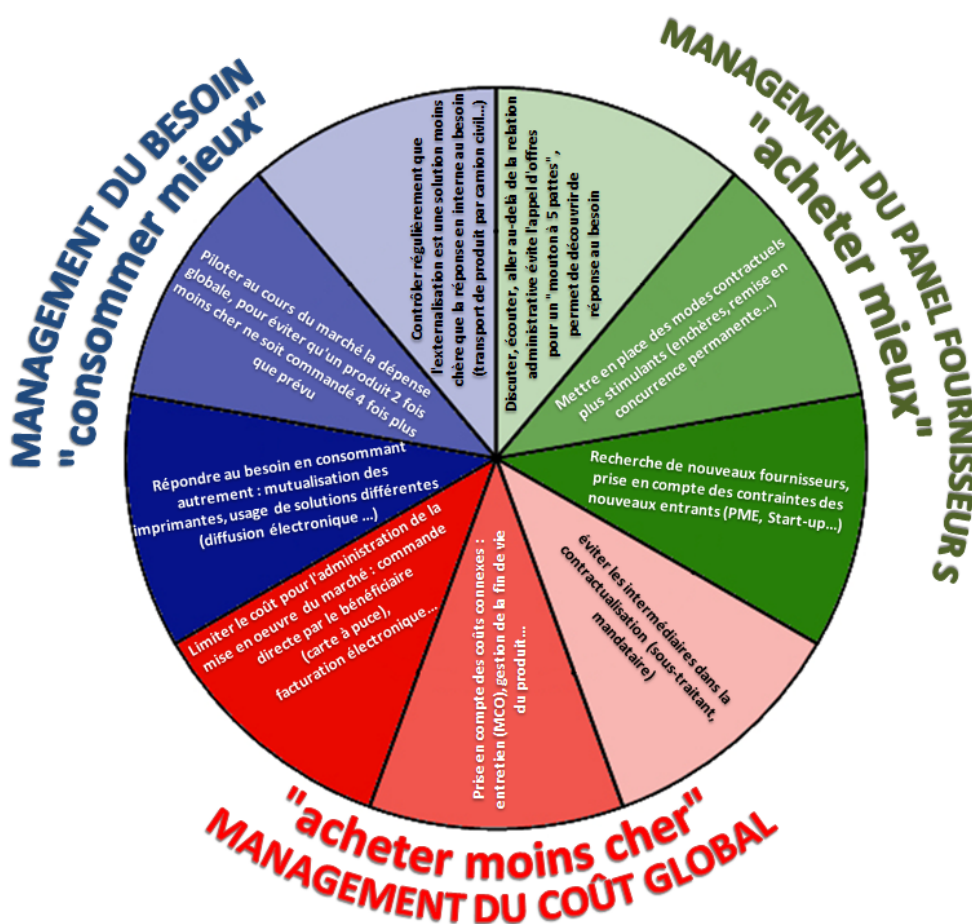 MANAGEMENT DU BESOIN
"consommer mieux"
MANAGEMENT DU PANEL FOURNISSEURS
"acheter mieux"
Contrôler régulièrement que
l'externalisation est une solution moins
chère que la réponse en interne au besoin
(transport de produit par camion civil...)
Discuter, écouter, aller au-delà de la relation
administrative évite l'appel d'offres
pour un " mouton à 5 pattes" ,
permet de découvrir de
réponse au besoin
Mettre en place des modes contractuels
plus stimulants (enchères, remise en
concurrence permanente...)
Recherche de nouveaux fournisseurs,
prise en compte des contraintes des
nouveaux entrants (PME, Start-up...)
éviter les intermédiaires dans la
contractualisation (sous-traitant,
mandataire)
Prise en compte des coûts connexes :
entretien (MCO), gestion de la fin de vie
du produit...
Limiter le coût pour l'administration de la
mise en oeuvre du marché : commande
directe par le bénéficiaire
(carte à puce),
facturation électronique...
Répondre au besoin en consommant
autrement : mutualisation des
imprimantes, usage de solutions différentes
(diffusion électronique ...)
Piloter au cours du marché la dépense
globale, pour éviter qu'un produit 2 fois
moins cher ne soit commandé 4 fois plus
que prévu
"acheter moins cher"
MANAGEMENT DU COÛT GLOBAL